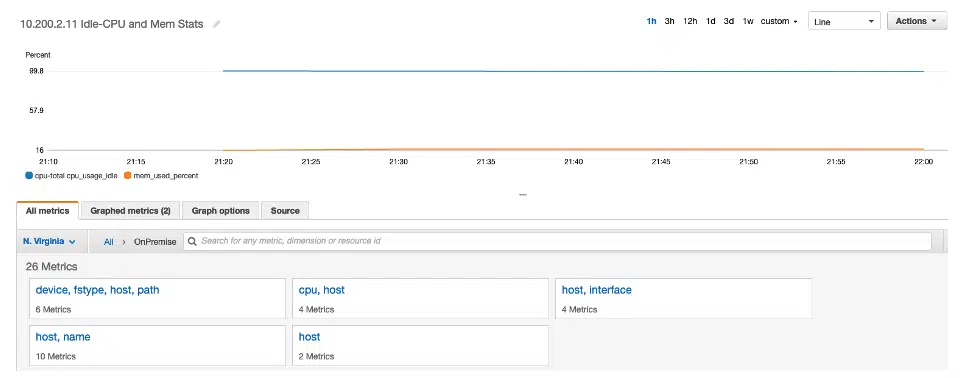 10.200.2.11 Idle-CPU and Mem Stats
1h 3h 12h 1d 3d 1w custom Line Actions
Percent
99.8
57.9
16
21:10 21:15 21:20 21:25 21:30 21:35 21:40 21:45 21:50 21:55 22:00
cpu-total cpu_usage_idle mem_used_percent
All metrics Graphed metrics (2) Graph options Source
N. Virginia All > OnPremise Search for any metric, dimension or resource id
26 Metrics
device, fstype, host, path cpu, host host, interface
6 Metrics 4 Metrics 4 Metrics
host, name host
10 Metrics 2 Metrics